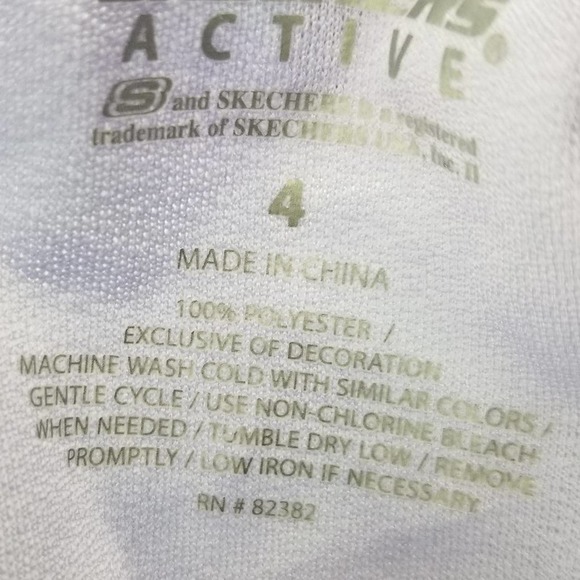 ACTIVE®
S and SKECHERS is a registered
trademark of SKECHERS USA, Inc. II
4
MADE IN CHINA
100% POLYESTER /
EXCLUSIVE OF DECORATION
MACHINE WASH COLD WITH SIMILAR COLORS /
GENTLE CYCLE / USE NON-CHLORINE BLEACH
WHEN NEEDED / TUMBLE DRY LOW / REMOVE
PROMPTLY / LOW IRON IF NECESSARY
RN # 82382